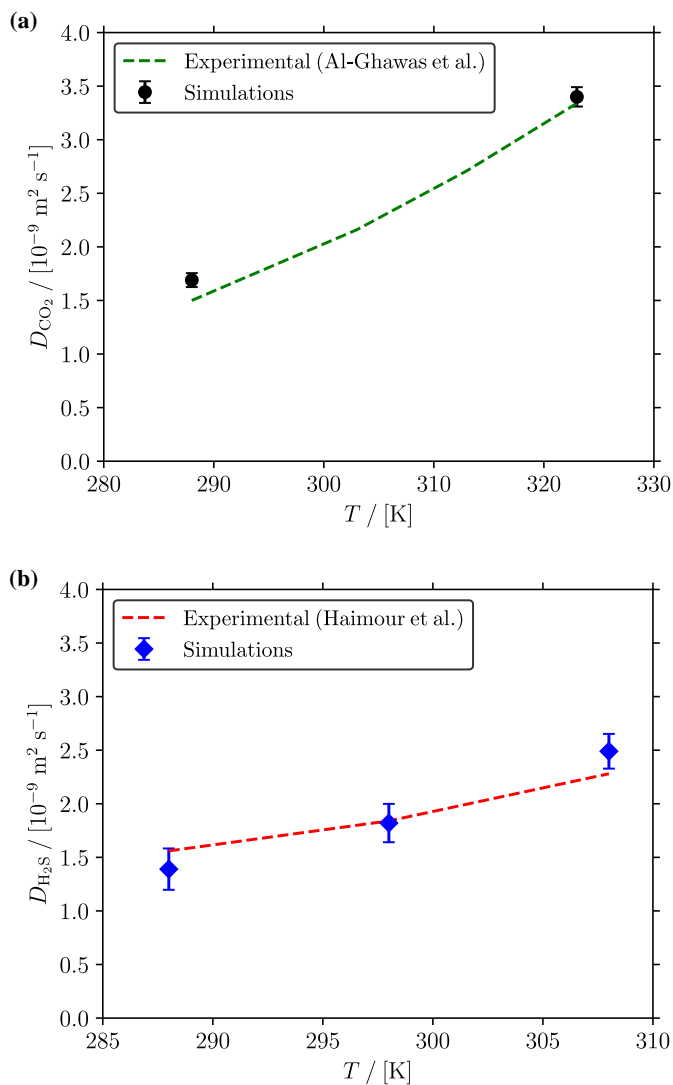 (a)
4.0
3.5
3.0
2.5
2.0
1.5
1.0
0.5
0.0
D_CO₂ / [10⁻⁹ m² s⁻¹]
Experimental (Al-Ghawas et al.)
Simulations
280 290 300 310 320 330
T / [K]
(b)
4.0
3.5
3.0
2.5
2.0
1.5
1.0
0.5
0.0
D_H₂S / [10⁻⁹ m² s⁻¹]
Experimental (Haimour et al.)
Simulations
285 290 295 300 305 310
T / [K]